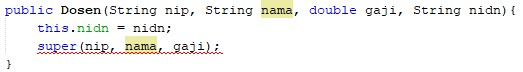 public Dosen(String nip, String nama, double gaji, String nidn){
this.nidn = nidn;
super(nip, nama, gaji);
}